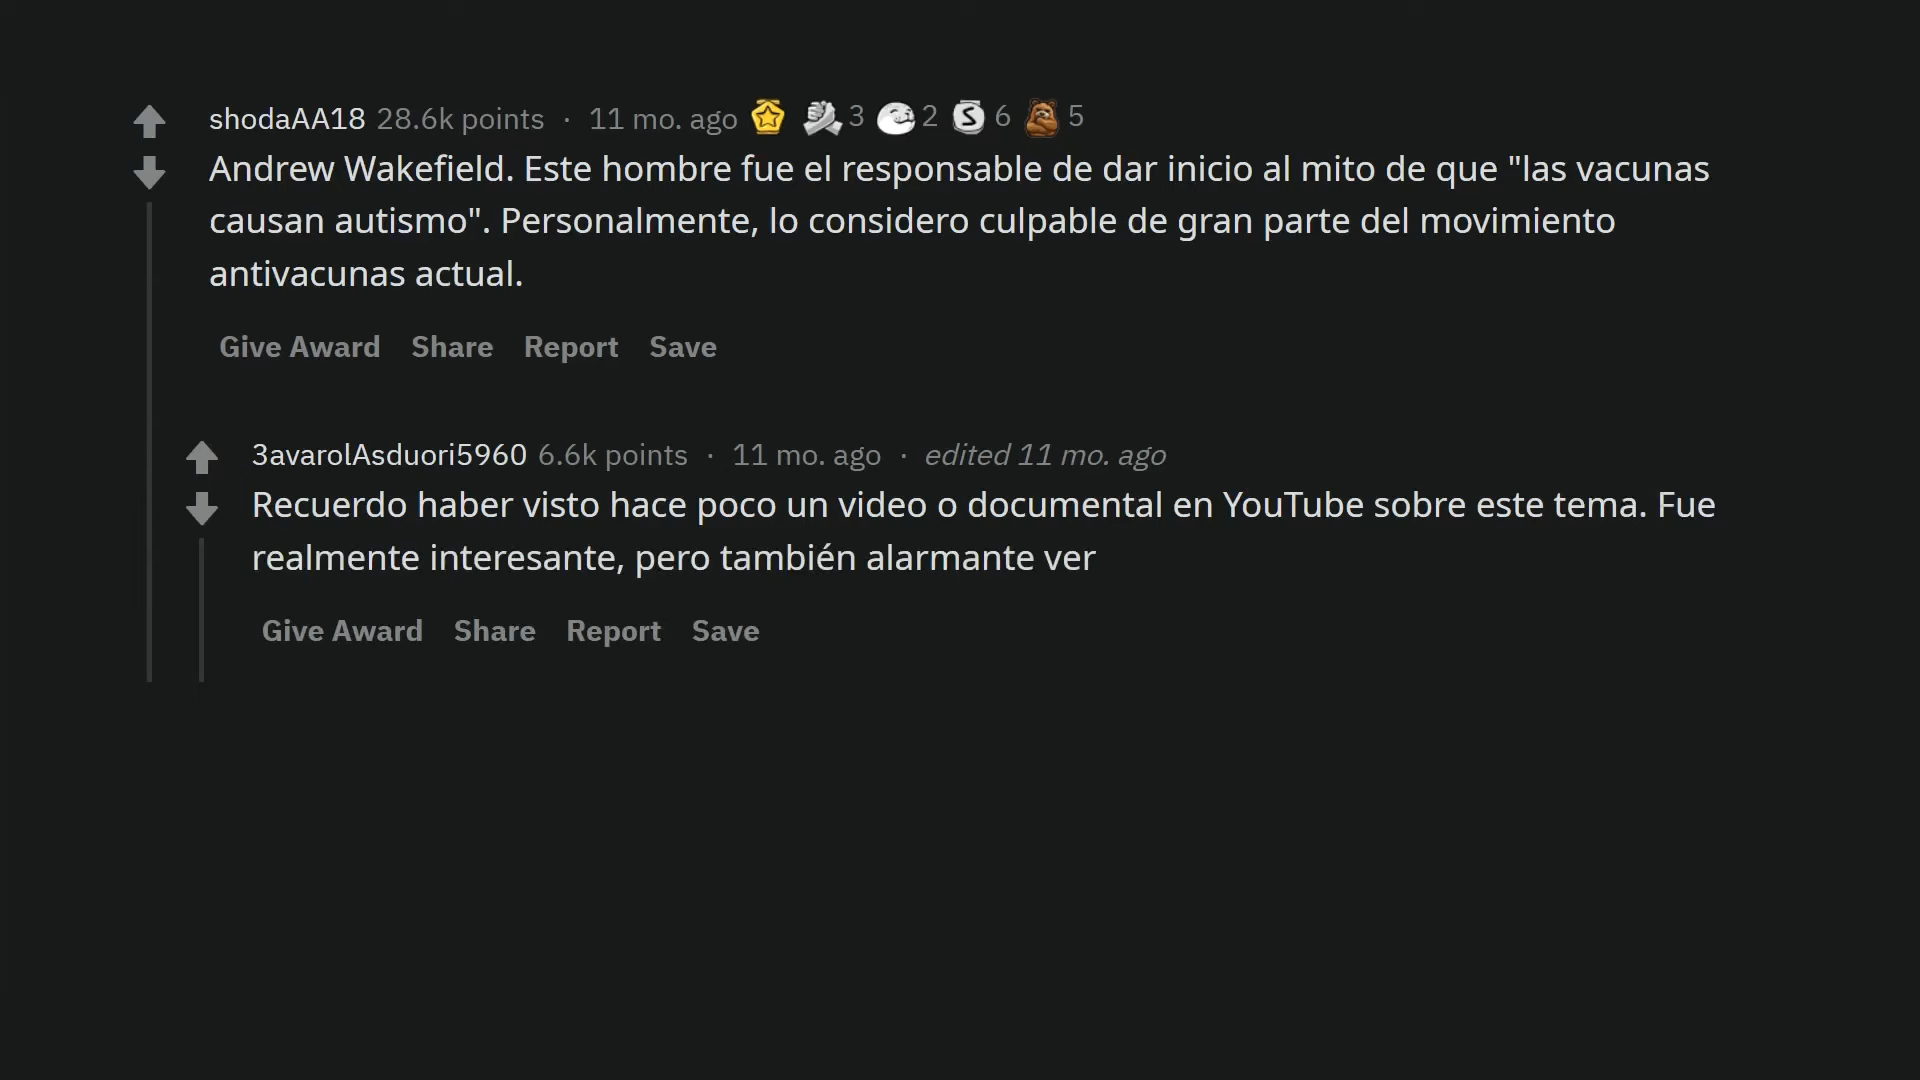 shodaAA18 28.6k points · 11 mo. ago 3 2 S 6 5
Andrew Wakefield. Este hombre fue el responsable de dar inicio al mito de que "las vacunas
causan autismo". Personalmente, lo considero culpable de gran parte del movimiento
antivacunas actual.
Give Award Share Report Save
3avarolAsduori5960 6.6k points · 11 mo. ago · edited 11 mo. ago
Recuerdo haber visto hace poco un video o documental en YouTube sobre este tema. Fue
realmente interesante, pero también alarmante ver
Give Award Share Report Save